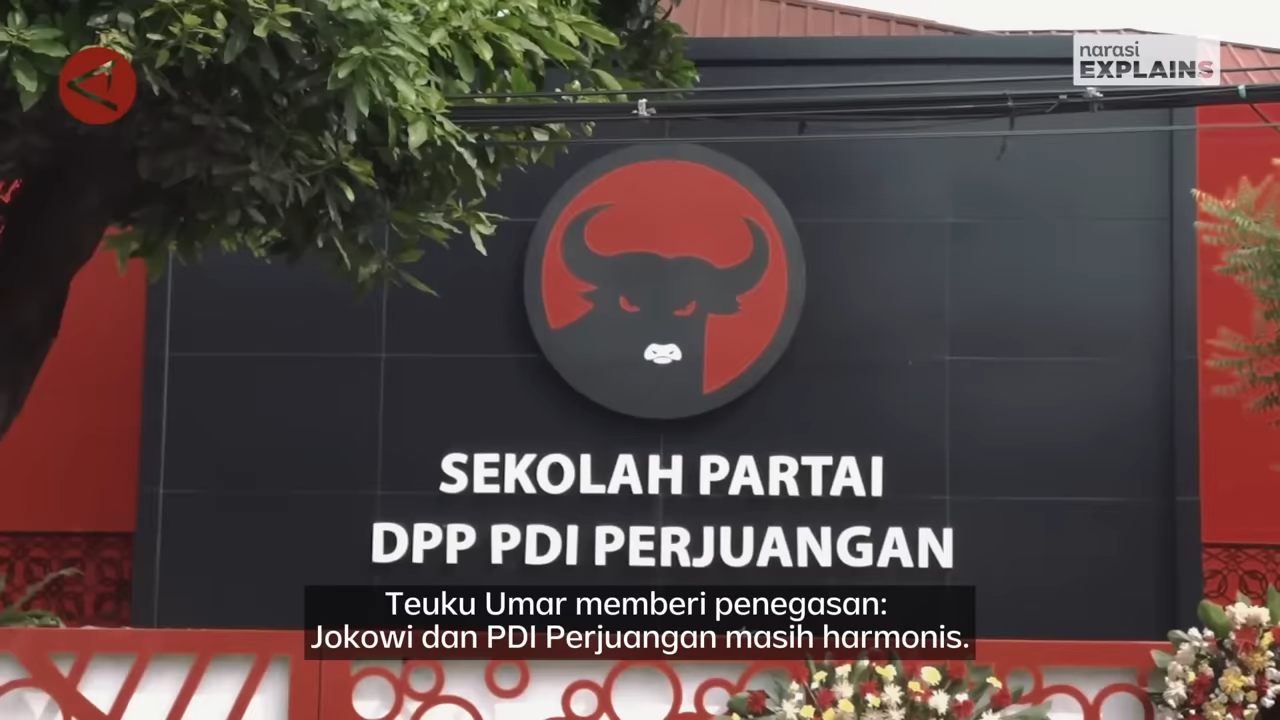 narasi
EXPLAINS
SEKOLAH PARTAI
DPP PDI PERJUANGAN
Teuku Umar memberi penegasan:
Jokowi dan PDI Perjuangan masih harmonis.